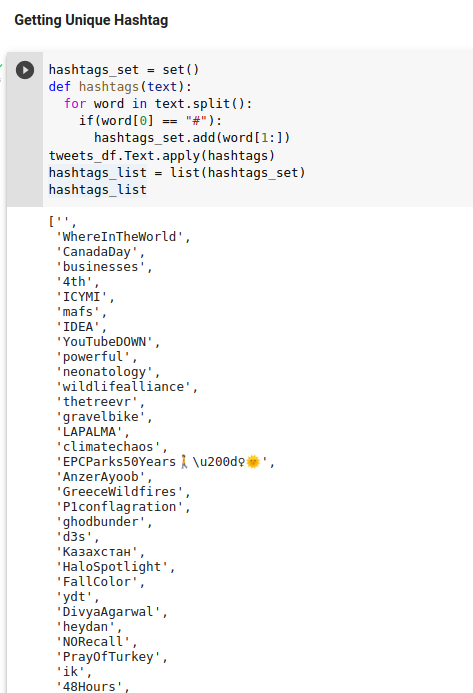 Getting Unique Hashtag
hashtags_set = set()
def hashtags(text):
  for word in text.split():
    if(word[0] == "#"):
      hashtags_set.add(word[1:])
tweets_df.Text.apply(hashtags)
hashtags_list = list(hashtags_set)
hashtags_list
['',
 'WhereInTheWorld',
 'CanadaDay',
 'businesses',
 '4th',
 'ICYMI',
 'mafs',
 'IDEA',
 'YouTubeDOWN',
 'powerful',
 'neonatology',
 'wildlifealliance',
 'thetreevr',
 'gravelbike',
 'LAPALMA',
 'climatechaos',
 'EPCParks50Years🚶\u200d♀🌞',
 'AnzerAyoob',
 'GreeceWildfires',
 'P1conflagration',
 'ghodbunder',
 'd3s',
 'Казахстан',
 'HaloSpotlight',
 'FallColor',
 'ydt',
 'DivyaAgarwal',
 'heydan',
 'NORecall',
 'PrayOfTurkey',
 'ik',
 '48Hours',